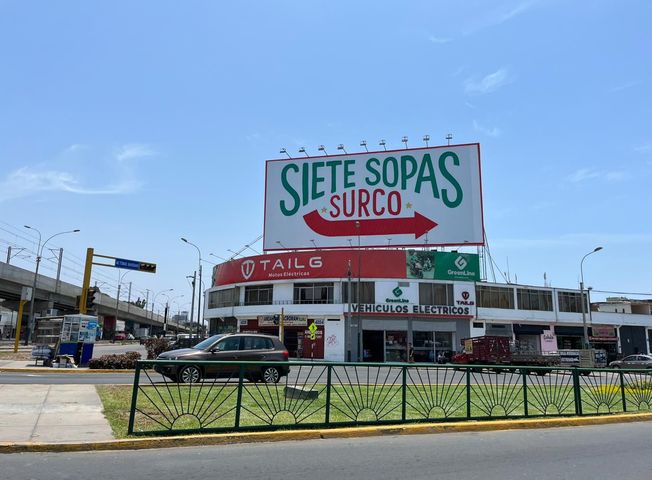 SIETE SOPAS
SURCO
TAILG
Motos Eléctricas
GreenLine
GreenLine
TAILG
VEHICULOS ELECTRICOS